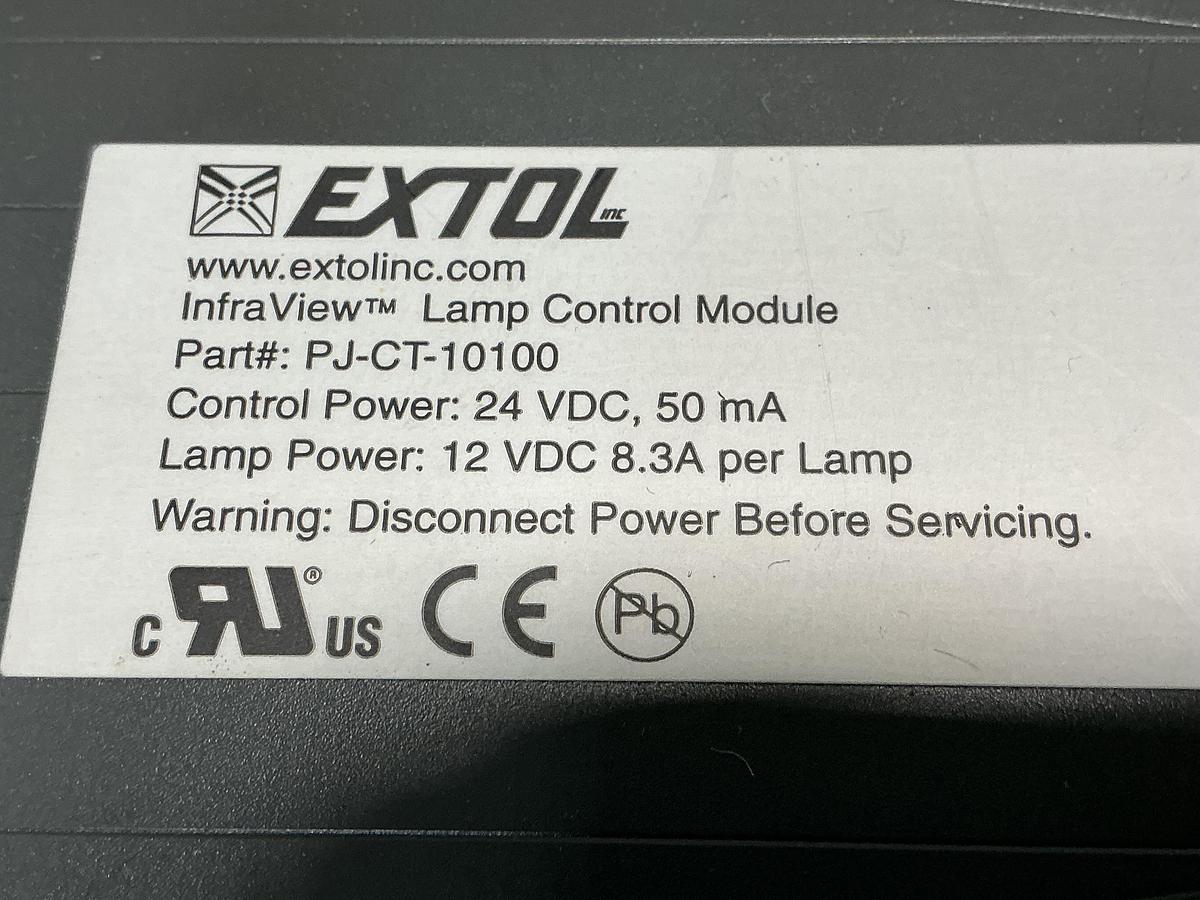 EXTOL inc
www.extolinc.com
InfraView™ Lamp Control Module
Part#: PJ-CT-10100
Control Power: 24 VDC, 50 mA
Lamp Power: 12 VDC 8.3A per Lamp
Warning: Disconnect Power Before Servicing.
C RU® US CE Pb